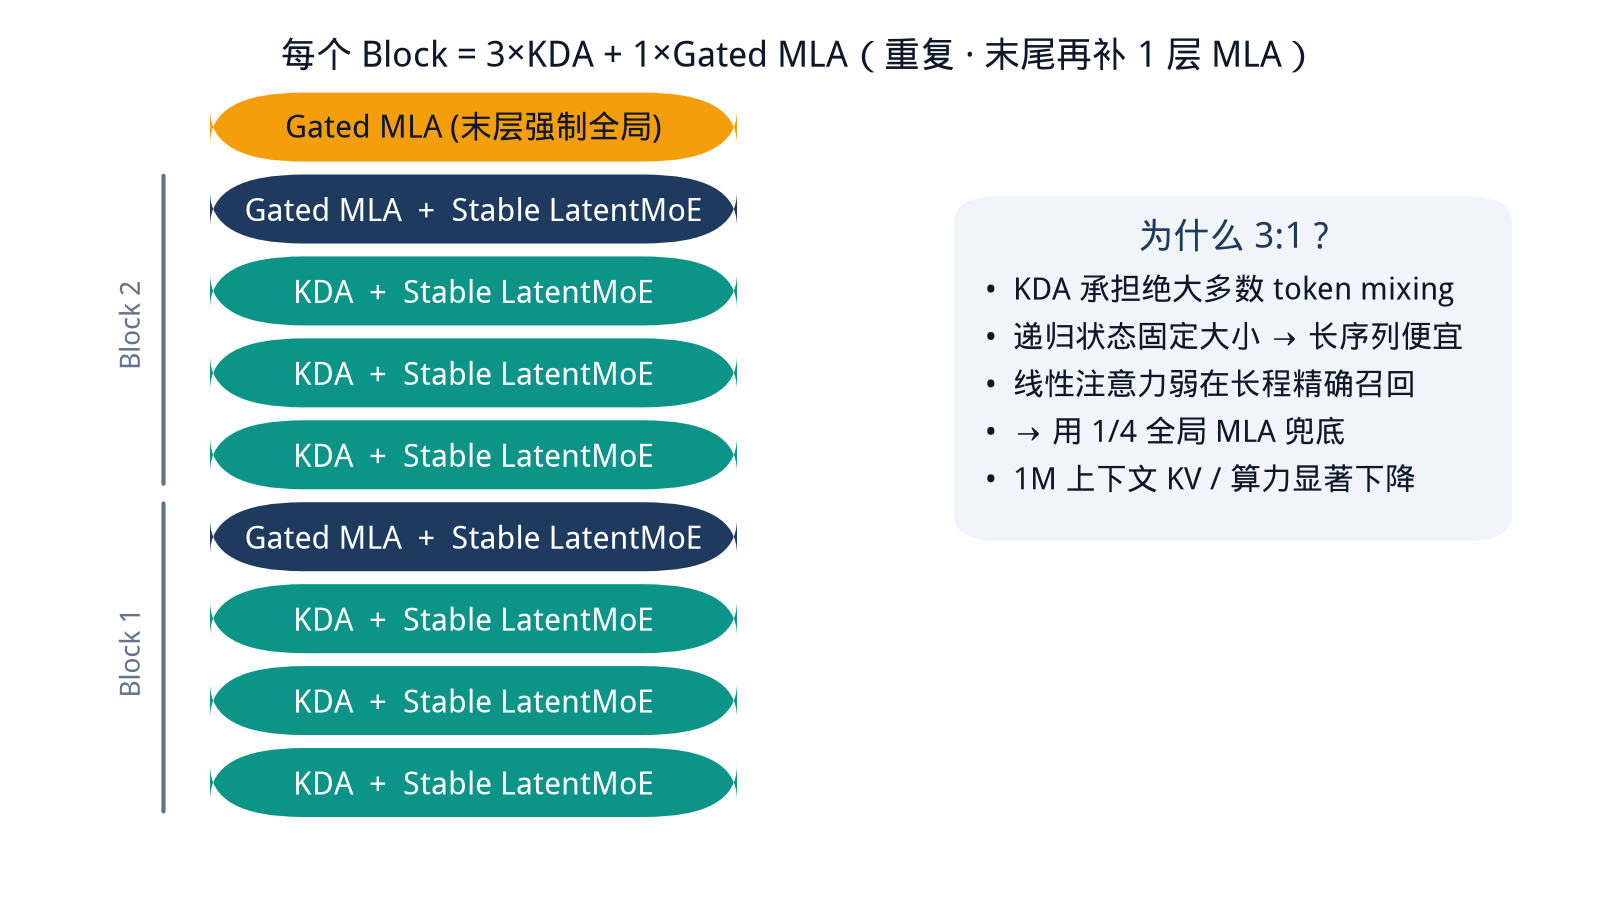 每个 Block = 3×KDA + 1×Gated MLA（重复 · 末尾再补 1 层 MLA）
Gated MLA (末层强制全局)
Block 2
Gated MLA + Stable LatentMoE
KDA + Stable LatentMoE
KDA + Stable LatentMoE
KDA + Stable LatentMoE
Block 1
Gated MLA + Stable LatentMoE
KDA + Stable LatentMoE
KDA + Stable LatentMoE
KDA + Stable LatentMoE
为什么 3:1？
• KDA 承担绝大多数 token mixing
• 递归状态固定大小 → 长序列便宜
• 线性注意力弱在长程精确召回
• → 用 1/4 全局 MLA 兜底
• 1M 上下文 KV / 算力显著下降